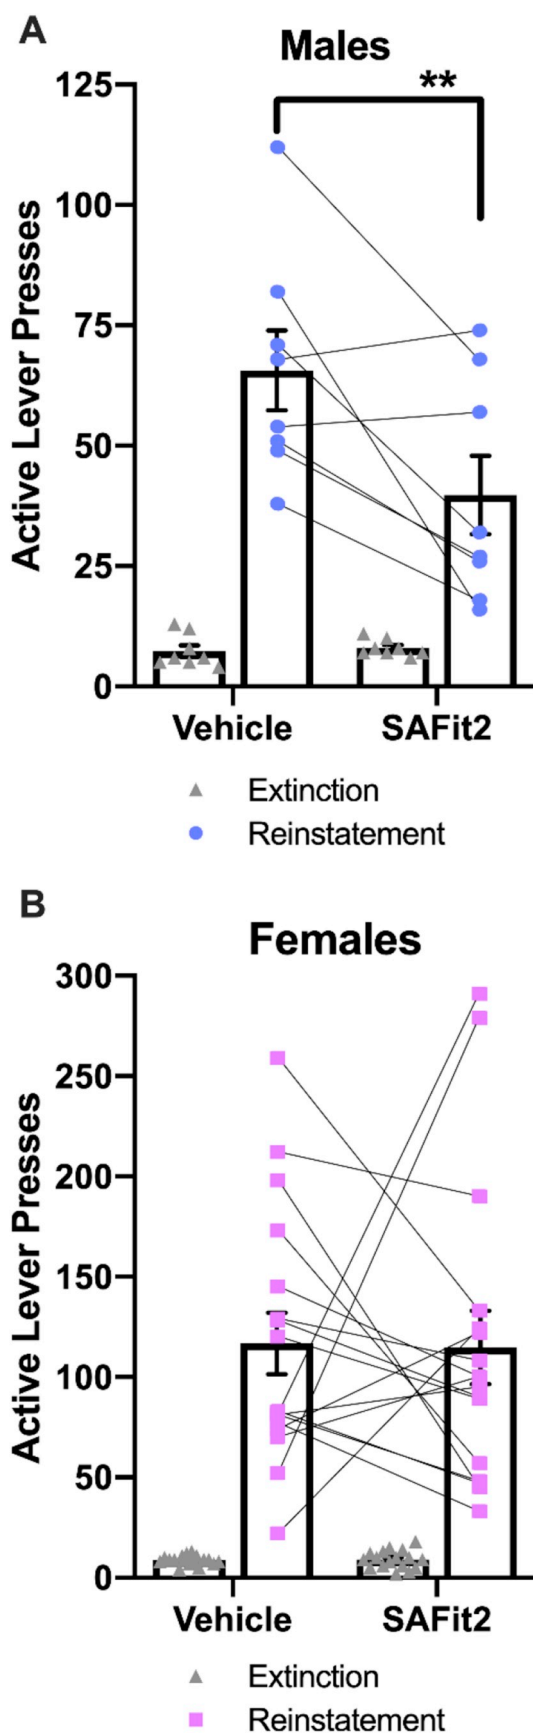 A
Males
**
125
100
75
50
25
0
Active Lever Presses
Vehicle SAFit2
Extinction
Reinstatement
B
Females
300
250
200
150
100
50
0
Active Lever Presses
Vehicle SAFit2
Extinction
Reinstatement